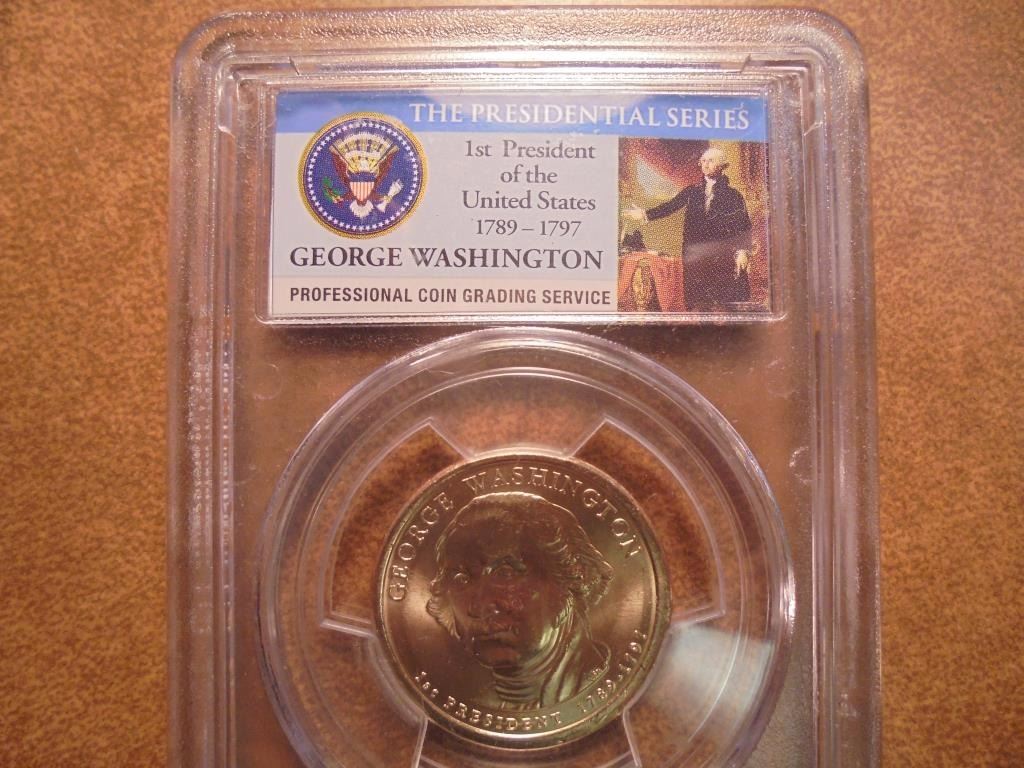 THE PRESIDENTIAL SERIES
1st President
of the
United States
1789 – 1797
GEORGE WASHINGTON
PROFESSIONAL COIN GRADING SERVICE
GEORGE WASHINGTON
1st PRESIDENT 1789-1797